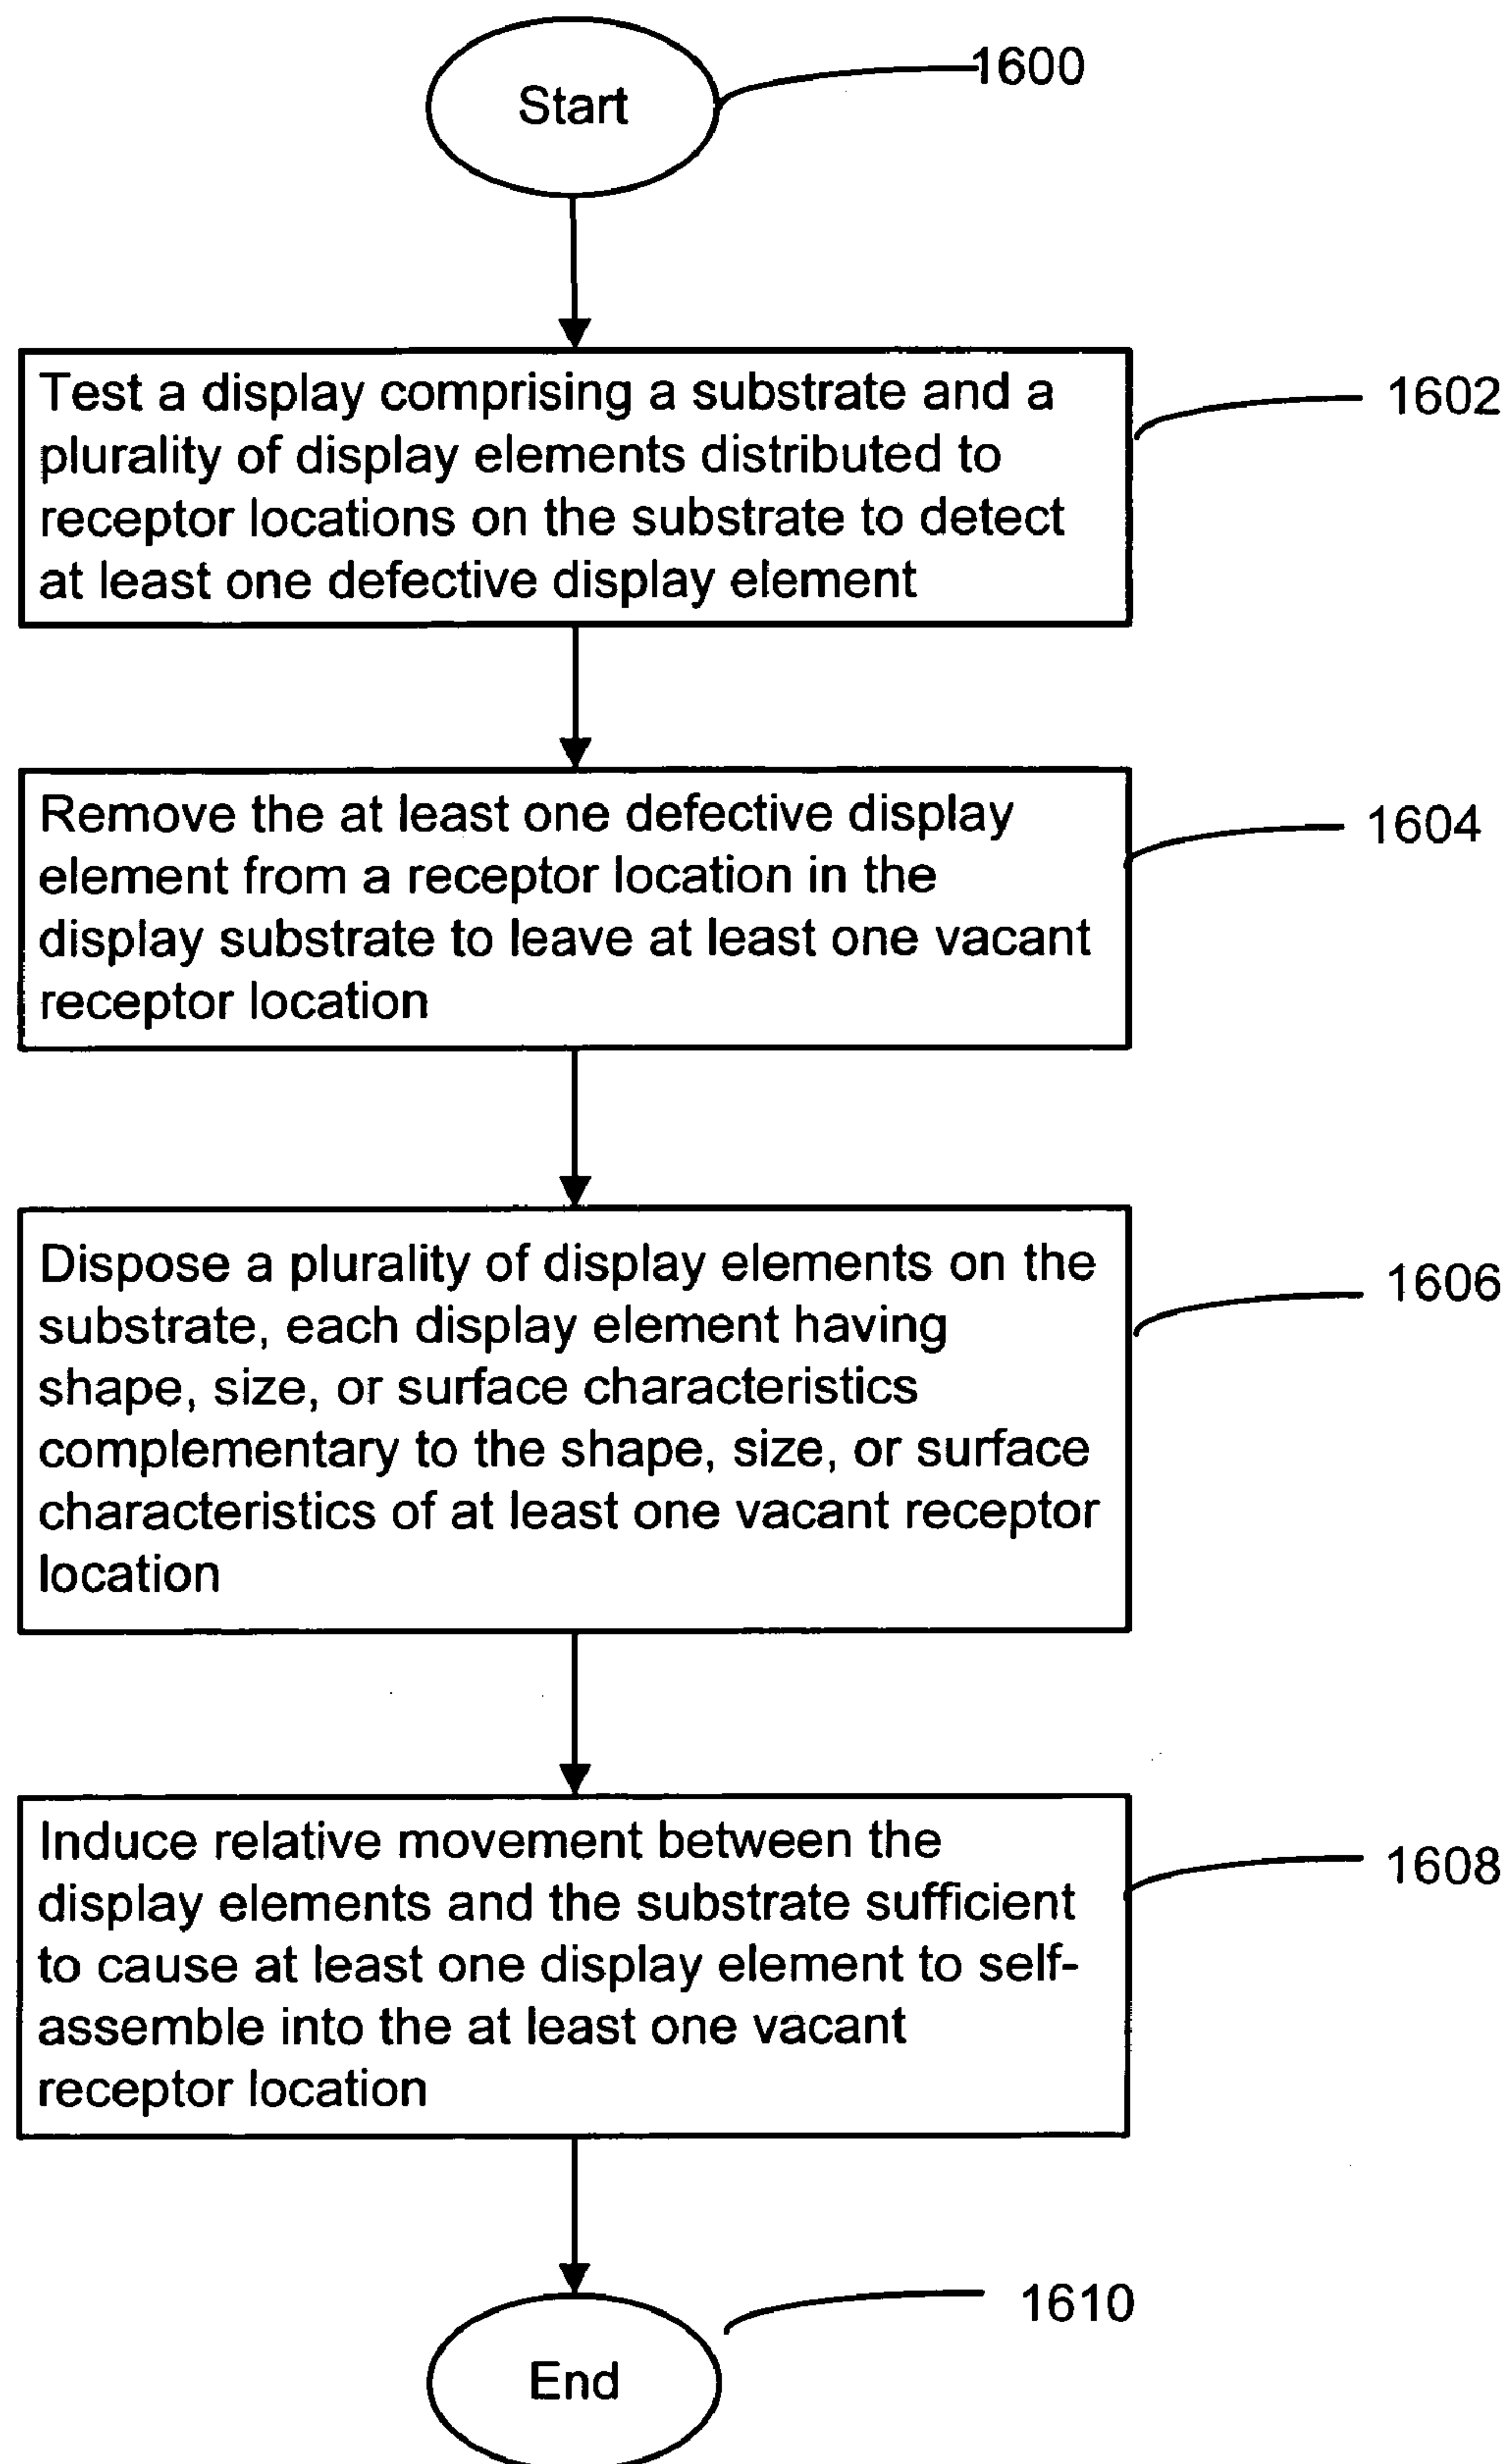 Start
1600
Test a display comprising a substrate and a
plurality of display elements distributed to
receptor locations on the substrate to detect
at least one defective display element
1602
Remove the at least one defective display
element from a receptor location in the
display substrate to leave at least one vacant
receptor location
1604
Dispose a plurality of display elements on the
substrate, each display element having
shape, size, or surface characteristics
complementary to the shape, size, or surface
characteristics of at least one vacant receptor
location
1606
Induce relative movement between the
display elements and the substrate sufficient
to cause at least one display element to self-
assemble into the at least one vacant
receptor location
1608
End
1610